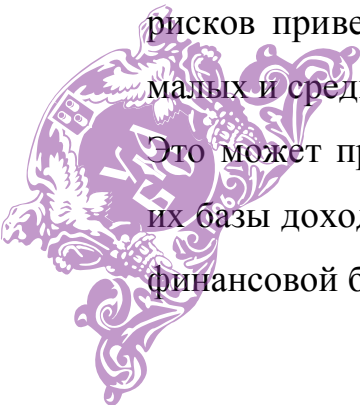 рисков приве
малых и сред
Это может пр
их базы доход
финансовой б